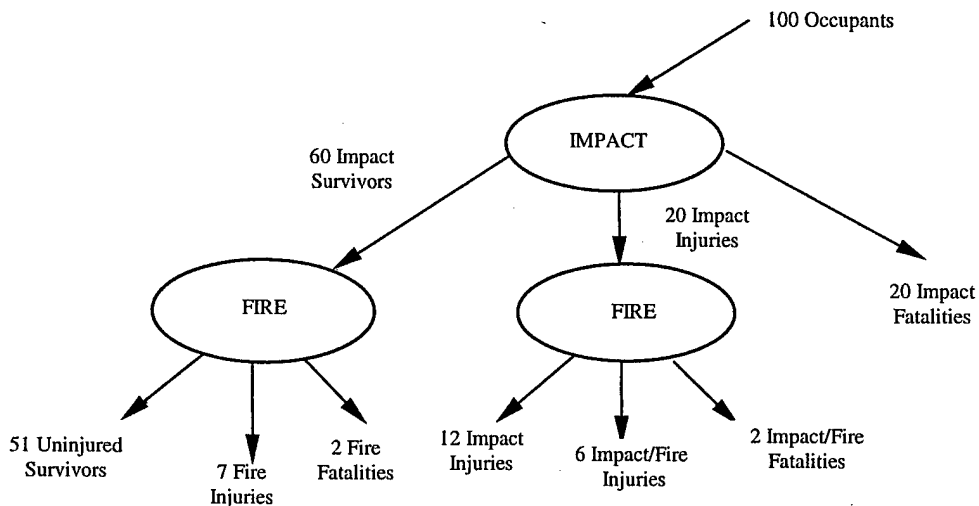 100 Occupants
IMPACT
60 Impact
Survivors
20 Impact
Injuries
20 Impact
Fatalities
FIRE
FIRE
51 Uninjured
Survivors
7 Fire
Injuries
2 Fire
Fatalities
12 Impact
Injuries
6 Impact/Fire
Injuries
2 Impact/Fire
Fatalities